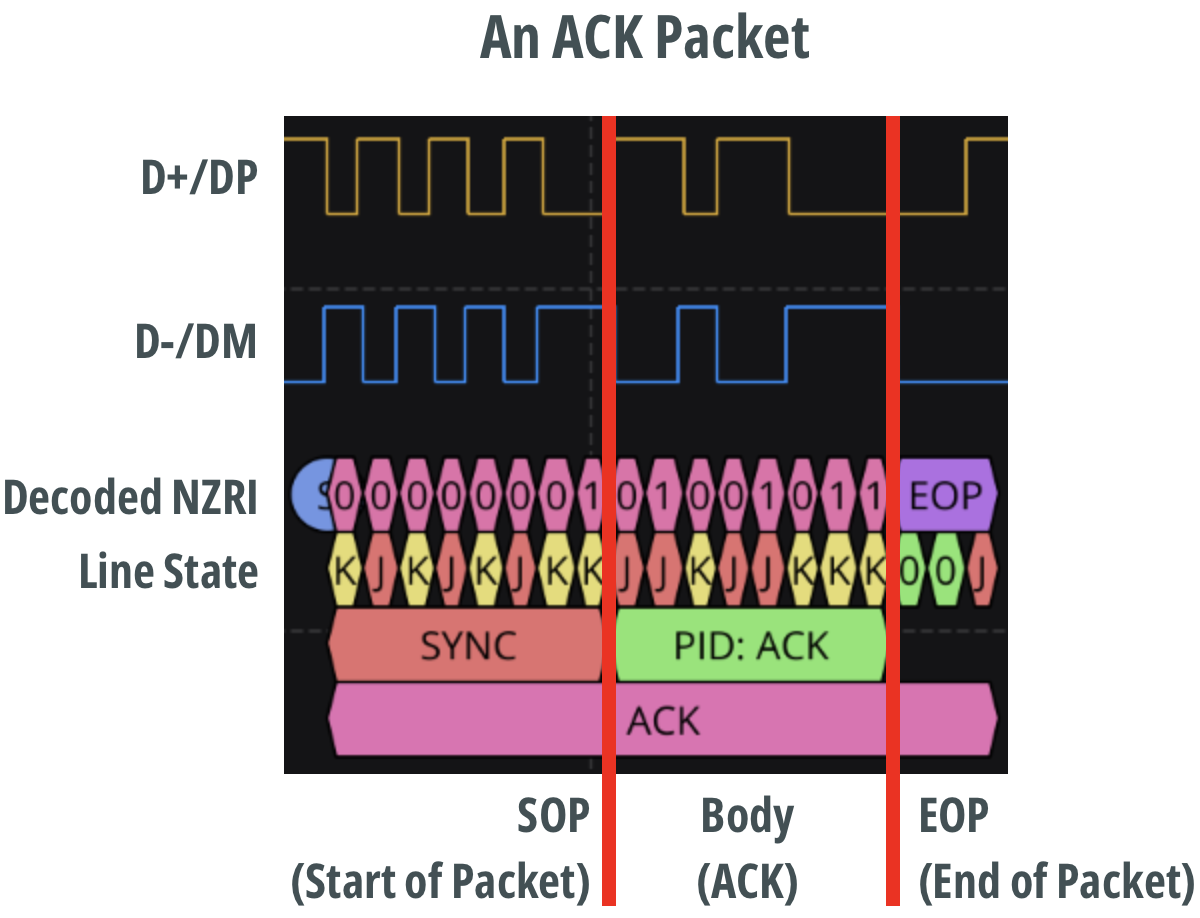 An ACK Packet
D+/DP
D-/DM
Decoded NZRI S 0 0 0 0 0 0 0 1 0 1 0 0 1 0 1 1 EOP
Line State K J K J K J K K J J K J J K K K 0 0 J
SYNC PID: ACK
ACK
SOP Body EOP
(Start of Packet) (ACK) (End of Packet)